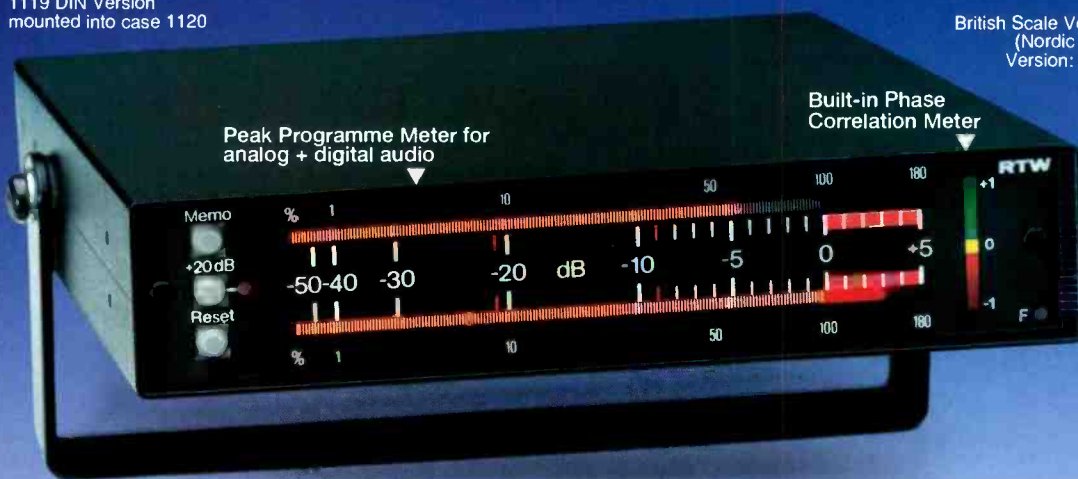 1119 DIN Version
mounted into case 1120
British Scale
(Nordic
Version:
Peak Programme Meter for
analog + digital audio
Built-in Phase
Correlation Meter
RTW
Memo
+20 dB
Reset
% 1 10 50 100 180
-50 -40 -30 -20 dB -10 -5 0 +5
% 1 10 50 100 180
+1
0
-1
F